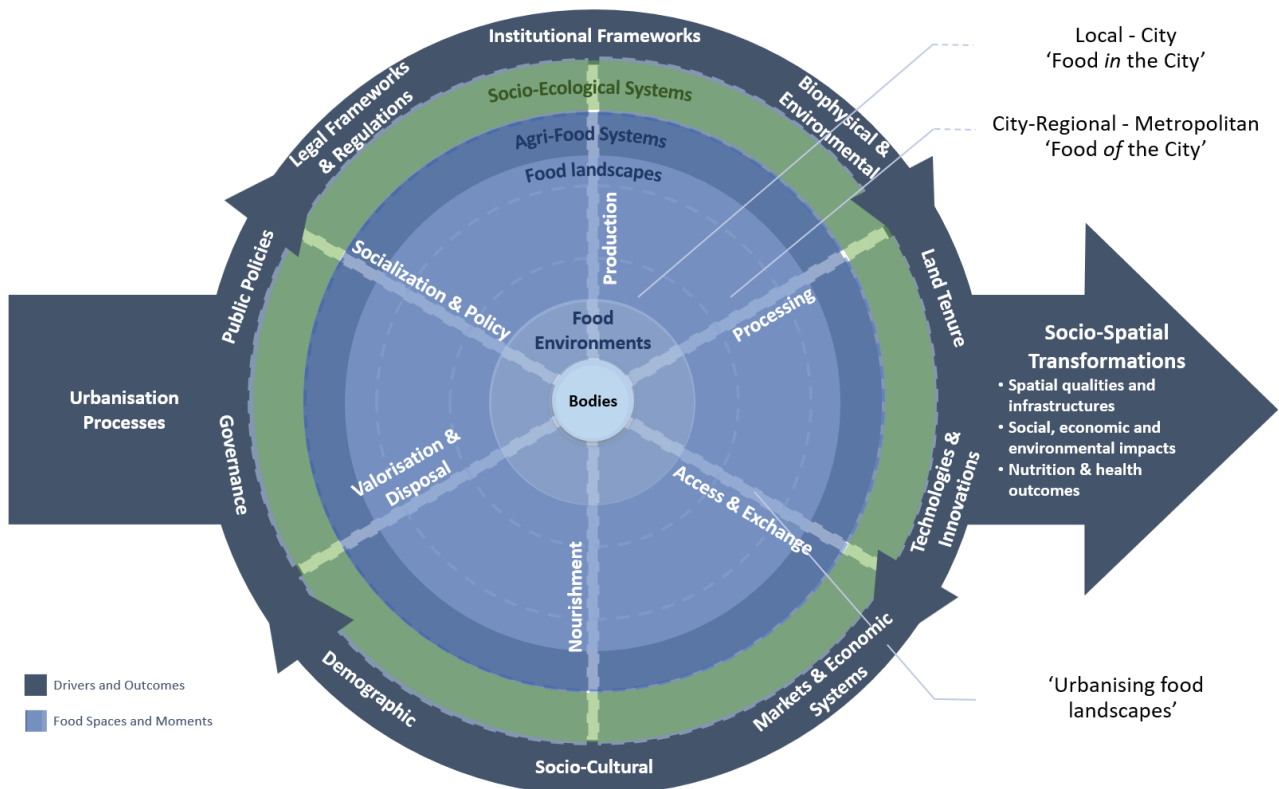 Institutional Frameworks
Legal Frameworks
& Regulations
Biophysical &
Environmental
Socio-Ecological Systems
Agri-Food Systems
Food landscapes
Local - City
‘Food in the City’
City-Regional - Metropolitan
‘Food of the City’
Public Policies
Socialization & Policy
Production
Processing
Land Tenure
Food
Environments
Bodies
Urbanisation
Processes
Socio-Spatial
Transformations
• Spatial qualities and
infrastructures
• Social, economic and
environmental impacts
• Nutrition & health
outcomes
Governance
Valorisation &
Disposal
Nourishment
Access & Exchange
Technologies &
Innovations
Demographic
Socio-Cultural
Markets & Economic
Systems
‘Urbanising food
landscapes’
Drivers and Outcomes
Food Spaces and Moments